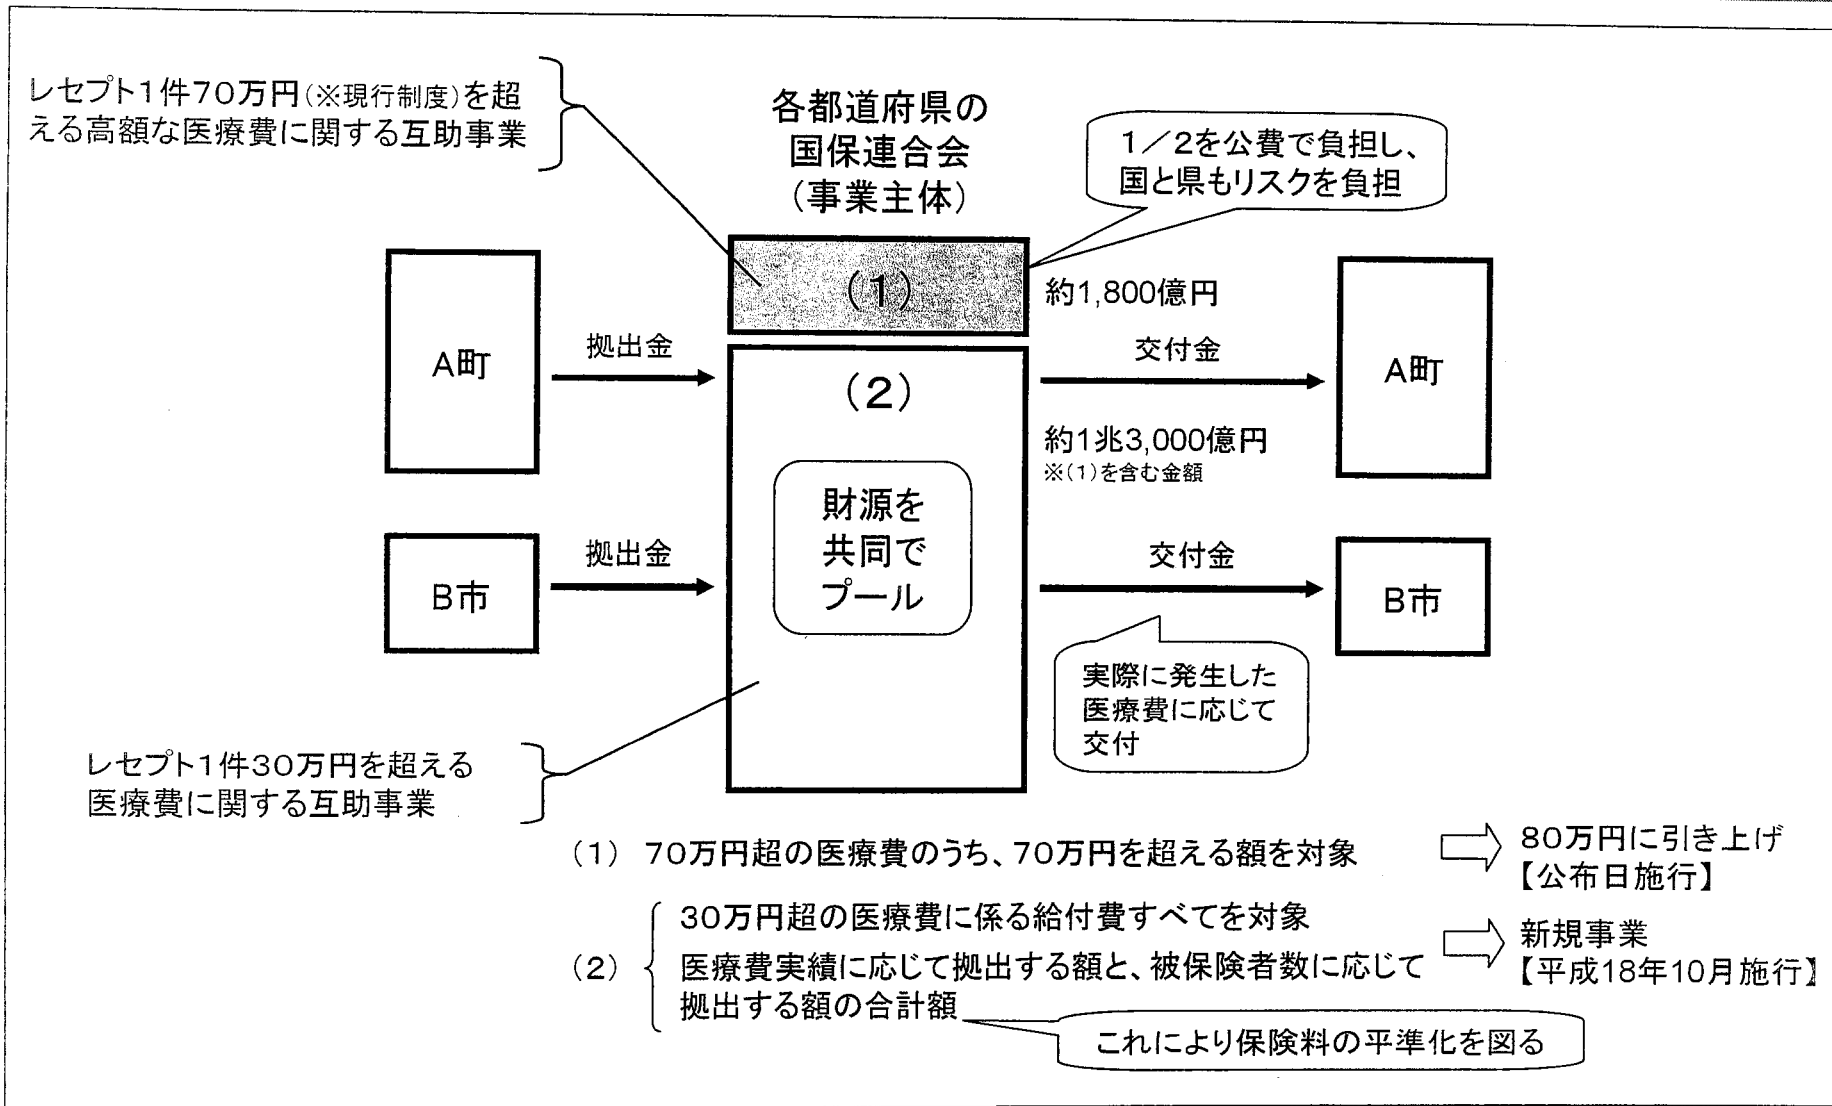 レセプト1件70万円(※現行制度)を超
える高額な医療費に関する互助事業
各都道府県の
国保連合会
(事業主体)
1/2を公費で負担し、
国と県もリスクを負担
(1)
約1,800億円
A町
拠出金
(2)
交付金
A町
約1兆3,000億円
※(1)を含む金額
財源を
共同で
プール
B市
拠出金
交付金
B市
実際に発生した
医療費に応じて
交付
レセプト1件30万円を超える
医療費に関する互助事業
(1) 70万円超の医療費のうち、70万円を超える額を対象
80万円に引き上げ
【公布日施行】
(2)
30万円超の医療費に係る給付費すべてを対象
医療費実績に応じて拠出する額と、被保険者数に応じて
拠出する額の合計額
新規事業
【平成18年10月施行】
これにより保険料の平準化を図る